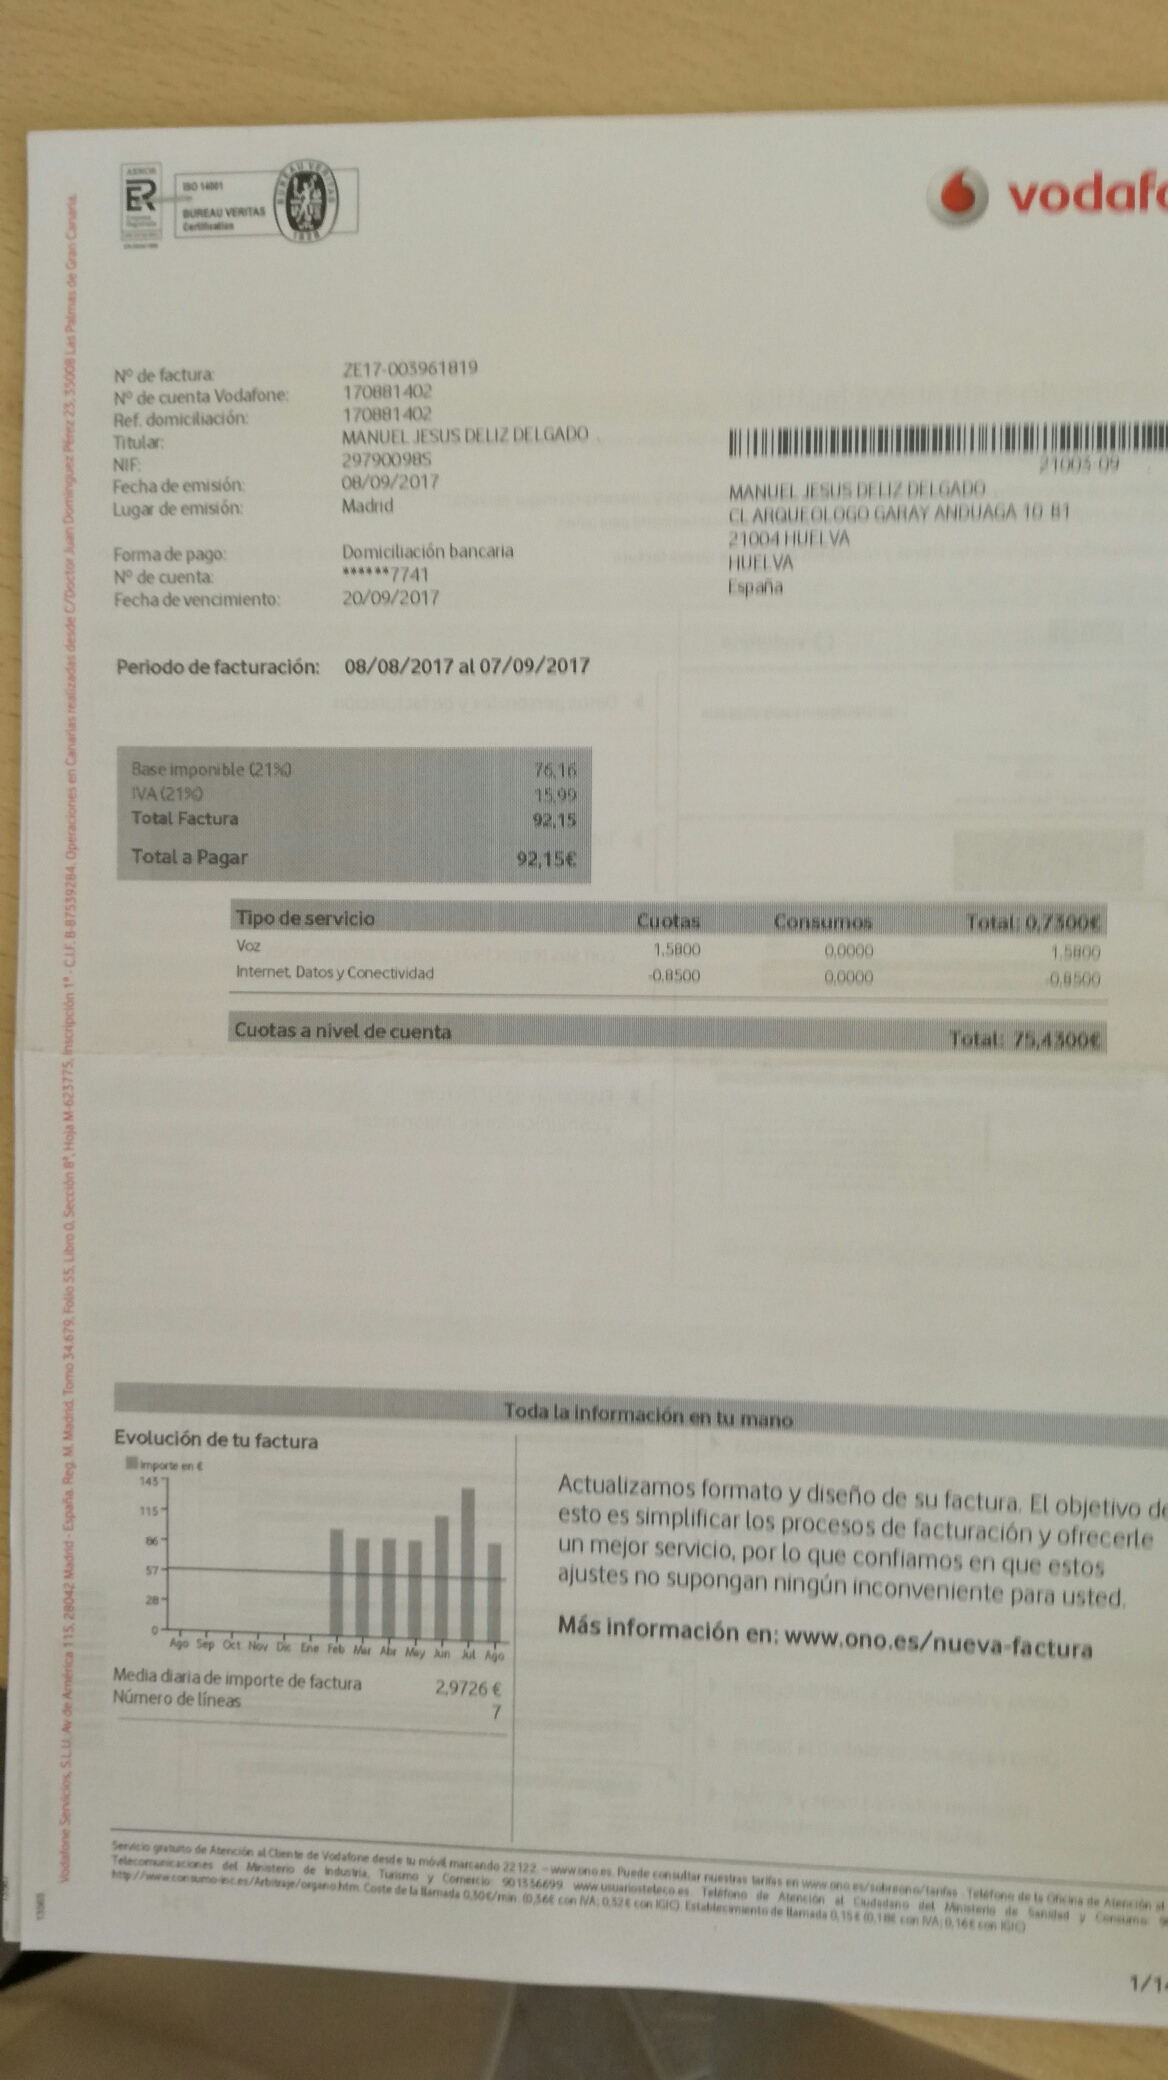 ISO 14001
BUREAU VERITAS
Certification
BUREAU VERITAS
1828
AENOR
ER
vodafo
Nº de factura: ZE17-003961819
Nº de cuenta Vodafone: 170881402
Ref. domiciliación: 170881402
Titular: MANUEL JESUS DELIZ DELGADO
NIF: 29790098S
Fecha de emisión: 08/09/2017
Lugar de emisión: Madrid
Forma de pago: Domiciliación bancaria
Nº de cuenta: ******7741
Fecha de vencimiento: 20/09/2017
21003 09
MANUEL JESUS DELIZ DELGADO
CL ARQUEOLOGO GARAY ANDUAGA 10 B1
21004 HUELVA
HUELVA
España
Periodo de facturación: 08/08/2017 al 07/09/2017
Base imponible (21%) 76,16
IVA (21%) 15,99
Total Factura 92,15
Total a Pagar 92,15€
Tipo de servicio Cuotas Consumos Total: 0,7300€
Voz 1,5800 0,0000 1,5800
Internet, Datos y Conectividad -0,8500 0,0000 -0,8500
Cuotas a nivel de cuenta Total: 75,4300€
Toda la información en tu mano
Evolución de tu factura
Importe en €
143
115
86
57
28
0
Ago Sep Oct Nov Dic Ene Feb Mar Abr May Jun Jul Ago
Media diaria de importe de factura 2,9726 €
Número de líneas 7
Actualizamos formato y diseño de su factura. El objetivo de
esto es simplificar los procesos de facturación y ofrecerle
un mejor servicio, por lo que confiamos en que estos
ajustes no supongan ningún inconveniente para usted.
Más información en: www.ono.es/nueva-factura
Servicio gratuito de Atención al Cliente de Vodafone desde tu móvil marcando 22122. – www.ono.es. Puede consultar nuestras tarifas en www.ono.es/sobreono/tarifas . Teléfono de la Oficina de Atención al
Telecomunicaciones del Ministerio de Industria, Turismo y Comercio: 901336699 www.usuariosteleco.es . Teléfono de Atención al Ciudadano del Ministerio de Sanidad y Consumo:
http://www.consumo-inc.es/Arbitraje/organo.htm. Coste de la llamada 0,30€/min. (0,36€ con IVA; 0,32€ con IGIC). Establecimiento de llamada 0,15€ (0,18€ con IVA; 0,16€ con IGIC)
1/14
Vodafone Servicios, S.L.U. Av de América 115, 28042 Madrid - España. Reg. M. Madrid, Tomo 34.679, Folio 55, Libro 0, Sección 8ª, Hoja M-623775, Inscripción 1ª - C.I.F. B-87539284. Operaciones en Canarias realizadas desde C/Doctor Juan Domínguez Pérez 23, 35008 Las Palmas de Gran Canaria.